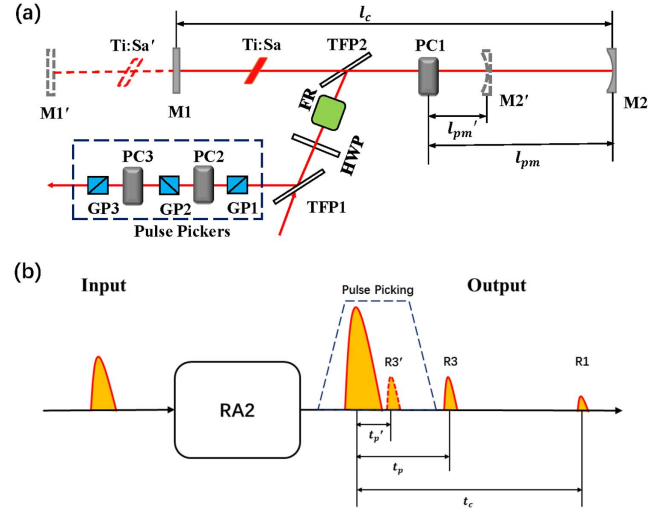 (a)
l_c
Ti:Sa′ Ti:Sa TFP2 PC1
M1′ M1 FR M2′ M2
HWP l_pm′
PC3 PC2 l_pm
GP3 GP2 GP1 TFP1
Pulse Pickers
(b)
Input Output
Pulse Picking
R3′ R3 R1
RA2
t_p′
t_p
t_c